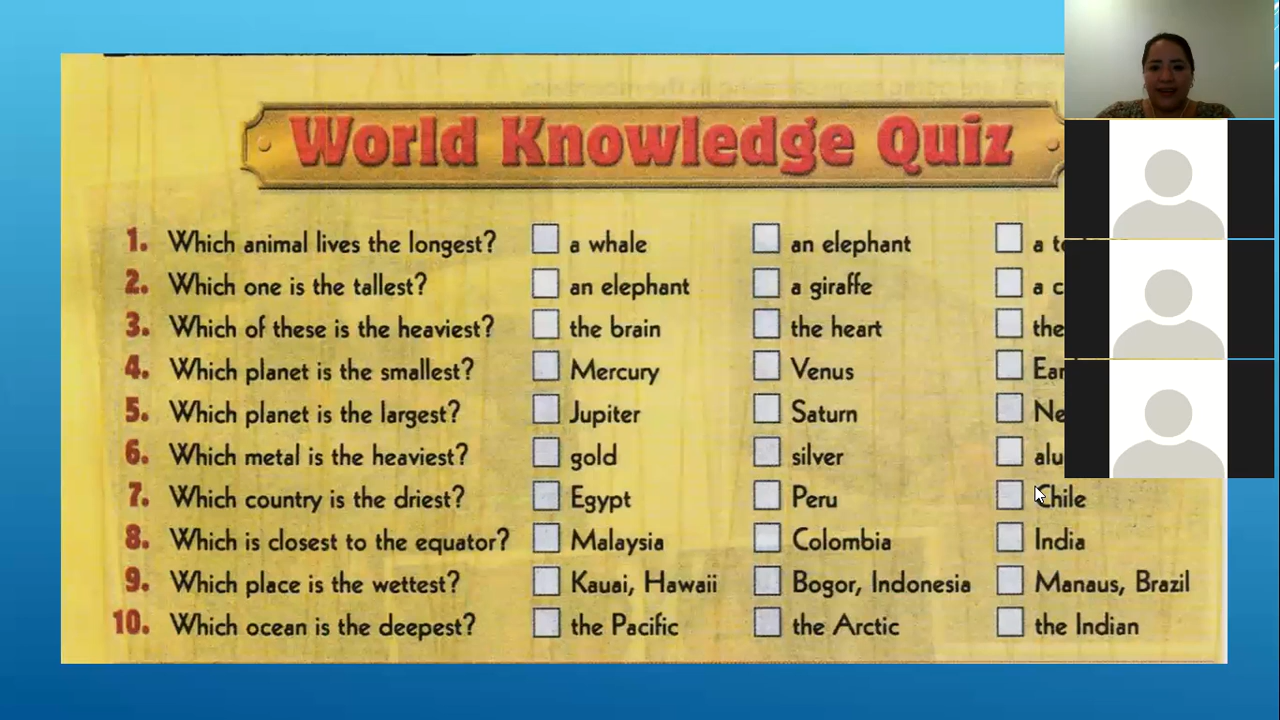 World Knowledge Quiz
1. Which animal lives the longest? a whale an elephant a
2. Which one is the tallest? an elephant a giraffe a
3. Which of these is the heaviest? the brain the heart the
4. Which planet is the smallest? Mercury Venus
5. Which planet is the largest? Jupiter Saturn
6. Which metal is the heaviest? gold silver
7. Which country is the driest? Egypt Peru Chile
8. Which is closest to the equator? Malaysia Colombia India
9. Which place is the wettest? Kauai, Hawaii Bogor, Indonesia Manaus, Brazil
10. Which ocean is the deepest? the Pacific the Arctic the Indian